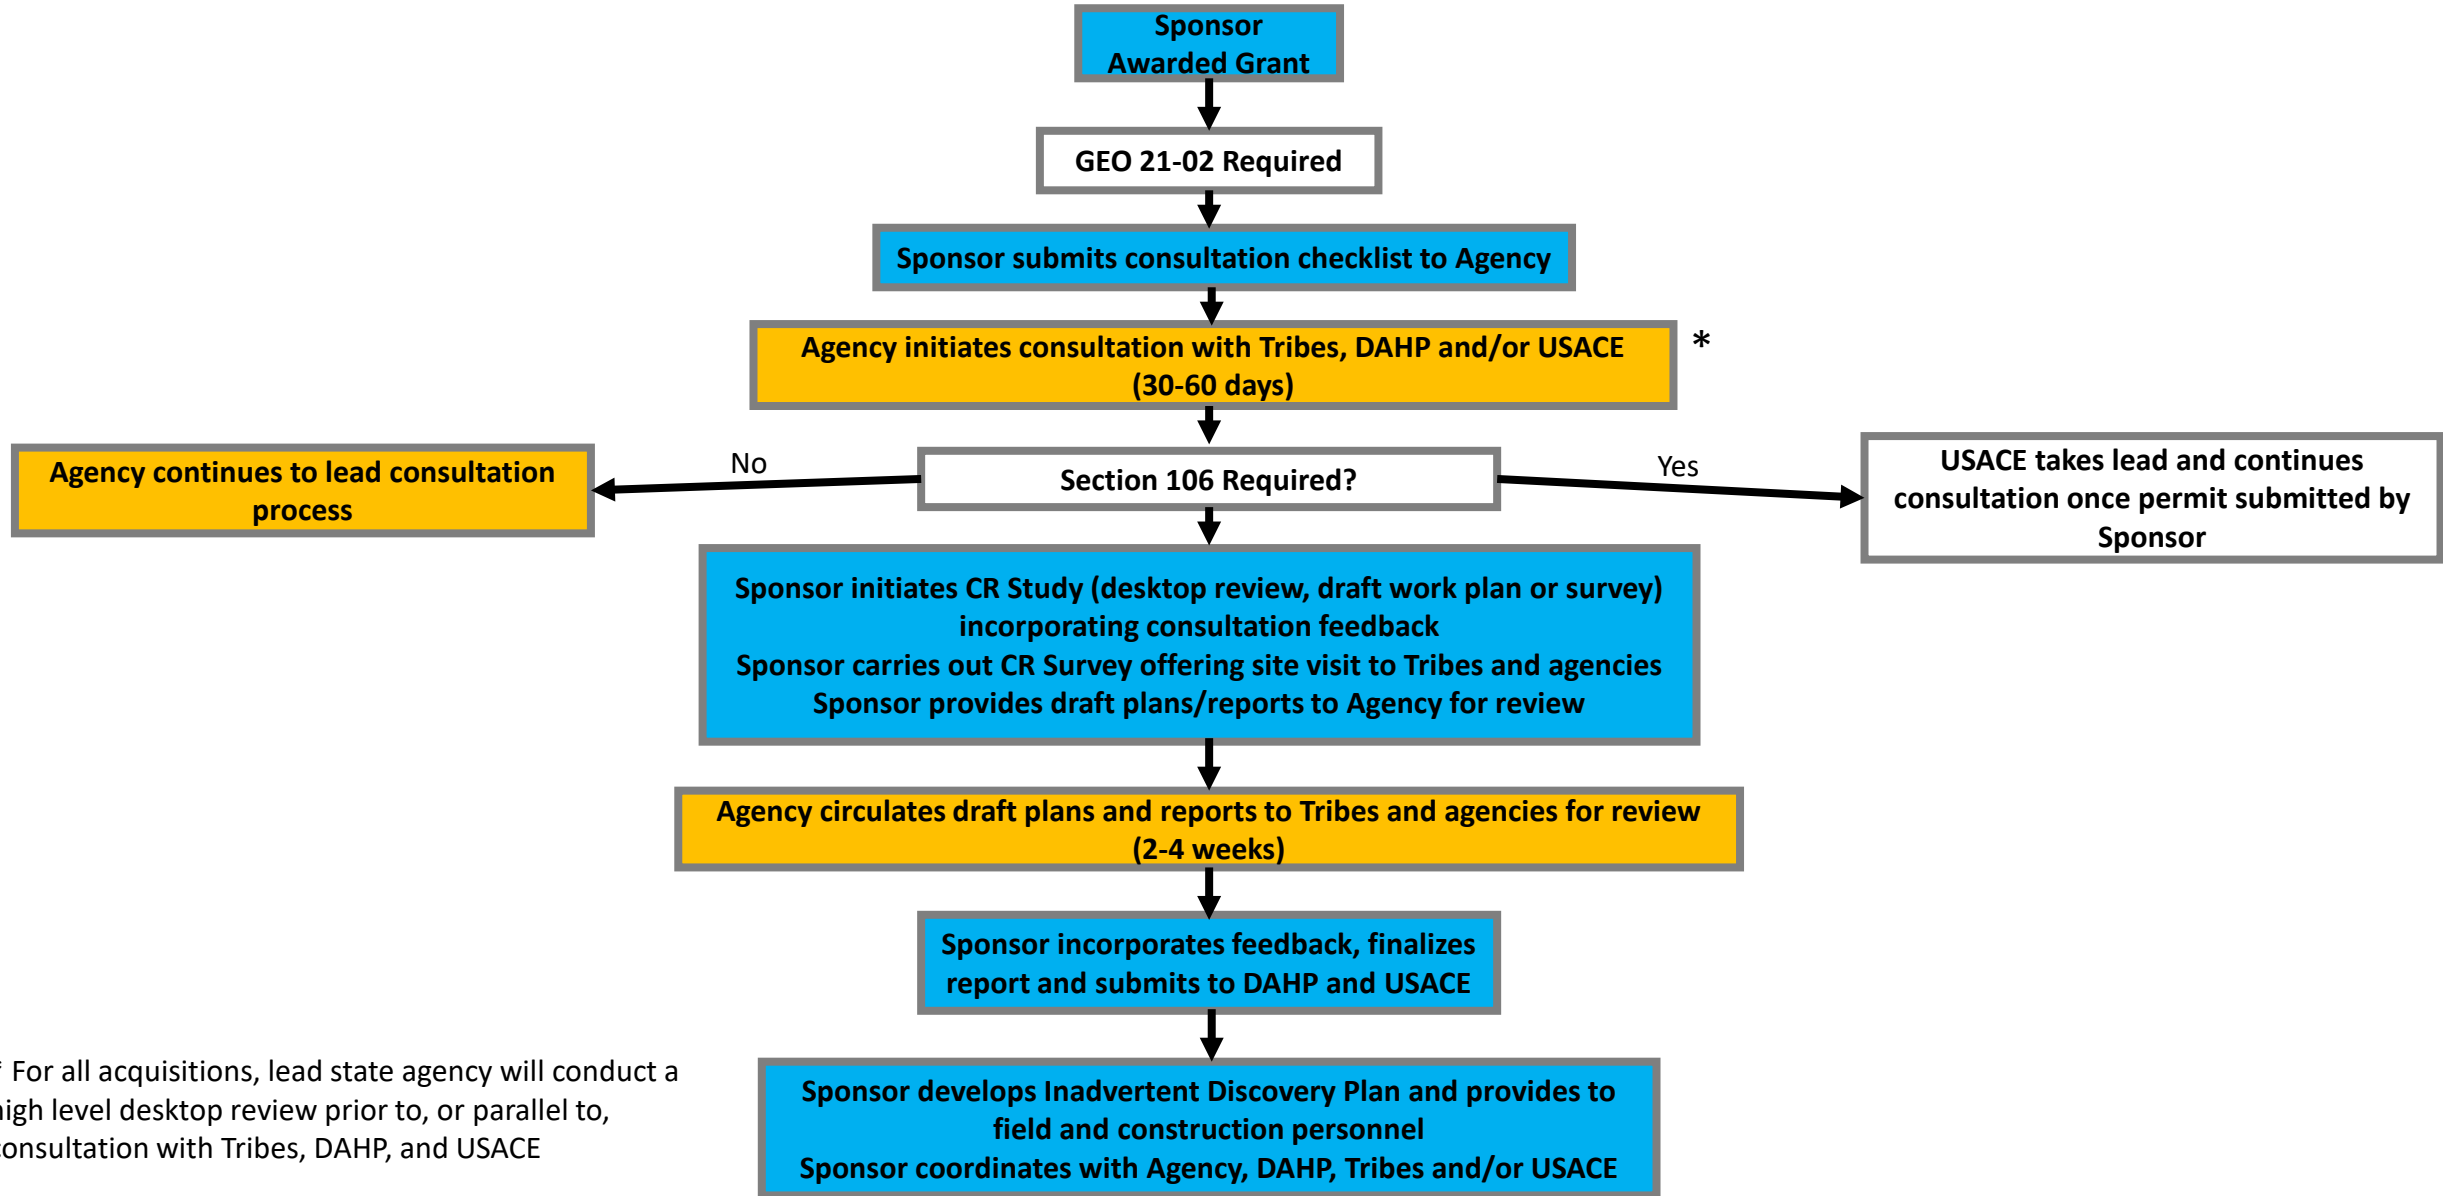 Sponsor
Awarded Grant
GEO 21-02 Required
Sponsor submits consultation checklist to Agency
Agency initiates consultation with Tribes, DAHP and/or USACE
(30-60 days)
*
Agency continues to lead consultation
process
No
Section 106 Required?
Yes
USACE takes lead and continues
consultation once permit submitted by
Sponsor
Sponsor initiates CR Study (desktop review, draft work plan or survey)
incorporating consultation feedback
Sponsor carries out CR Survey offering site visit to Tribes and agencies
Sponsor provides draft plans/reports to Agency for review
Agency circulates draft plans and reports to Tribes and agencies for review
(2-4 weeks)
Sponsor incorporates feedback, finalizes
report and submits to DAHP and USACE
* For all acquisitions, lead state agency will conduct a
high level desktop review prior to, or parallel to,
consultation with Tribes, DAHP, and USACE
Sponsor develops Inadvertent Discovery Plan and provides to
field and construction personnel
Sponsor coordinates with Agency, DAHP, Tribes and/or USACE